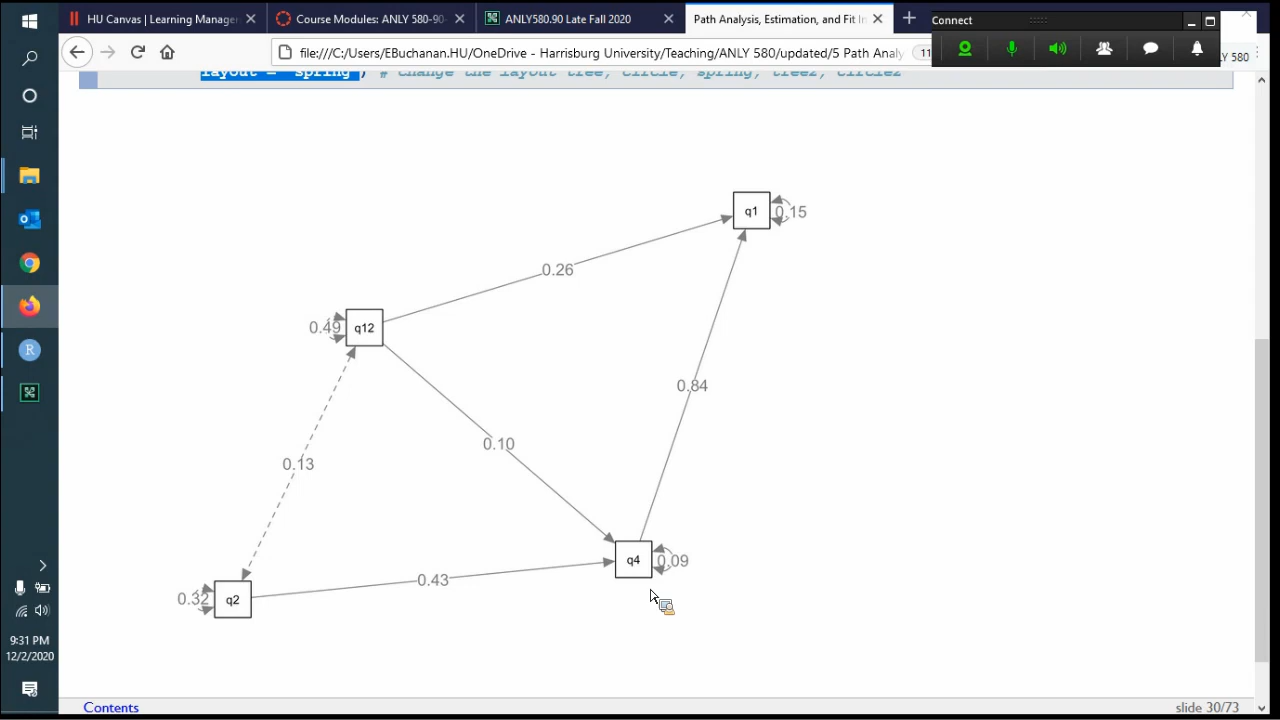 HU Canvas | Learning Manage
Course Modules: ANLY 580-90-
ANLY580.90 Late Fall 2020
Path Analysis, Estimation, and Fit In
Connect
file:///C:/Users/EBuchanan.HU/OneDrive - Harrisburg University/Teaching/ANLY 580/updated/5 Path Analy
11
LY 580
layout = "spring") # change the layout tree, circle, spring, tree2, circle2
q1
0.15
0.26
0.49
q12
0.84
0.10
0.13
q4
0.09
0.43
0.32
q2
R
9:31 PM
12/2/2020
Contents
slide 30/73